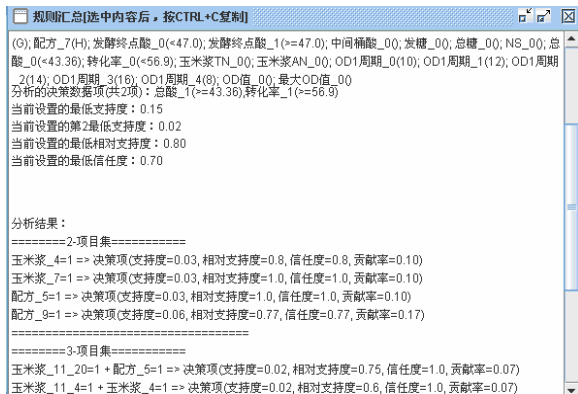 规则汇总[选中内容后，按CTRL+C复制]
(G); 配方_7(H); 发酵终点酸_0(<47.0); 发酵终点酸_1(>=47.0); 中间桶酸_0(); 发糖_0(); 总糖_0(); NS_0(); 总
酸_0(<43.36); 转化率_0(<56.9); 玉米浆TN_0(); 玉米浆AN_0(); OD1周期_0(10); OD1周期_1(12); OD1周期
_2(14); OD1周期_3(16); OD1周期_4(8); OD值_0(); 最大OD值_0()
分析的决策数据项(共2项)：总酸_1(>=43.36),转化率_1(>=56.9)
当前设置的最低支持度：0.15
当前设置的第2最低支持度：0.02
当前设置的最低相对支持度：0.80
当前设置的最低信任度：0.70
分析结果：
========2-项目集===========
玉米浆_4=1 => 决策项(支持度=0.03, 相对支持度=0.8, 信任度=0.8, 贡献率=0.10)
玉米浆_7=1 => 决策项(支持度=0.03, 相对支持度=1.0, 信任度=1.0, 贡献率=0.10)
配方_5=1 => 决策项(支持度=0.03, 相对支持度=1.0, 信任度=1.0, 贡献率=0.10)
配方_9=1 => 决策项(支持度=0.06, 相对支持度=0.77, 信任度=0.77, 贡献率=0.17)
===================================
========3-项目集===========
玉米浆_11_20=1 + 配方_5=1 => 决策项(支持度=0.02, 相对支持度=0.75, 信任度=1.0, 贡献率=0.07)
玉米浆_11_4=1 + 玉米浆_4=1 => 决策项(支持度=0.02, 相对支持度=0.6, 信任度=1.0, 贡献率=0.07)